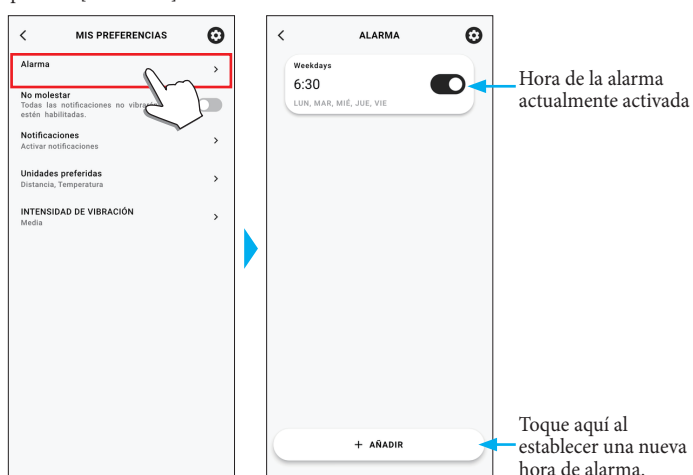 MIS PREFERENCIAS
Alarma
No molestar
Todas las notificaciones no
estén habilitadas.
Notificaciones
Activar notificaciones
Unidades preferidas
Distancia, Temperatura
INTENSIDAD DE VIBRACIÓN
Media
ALARMA
Weekdays
6:30
LUN, MAR, MIÉ, JUE, VIE
+ AÑADIR
Hora de la alarma
actualmente activada
Toque aquí al
establecer una nueva
hora de alarma.